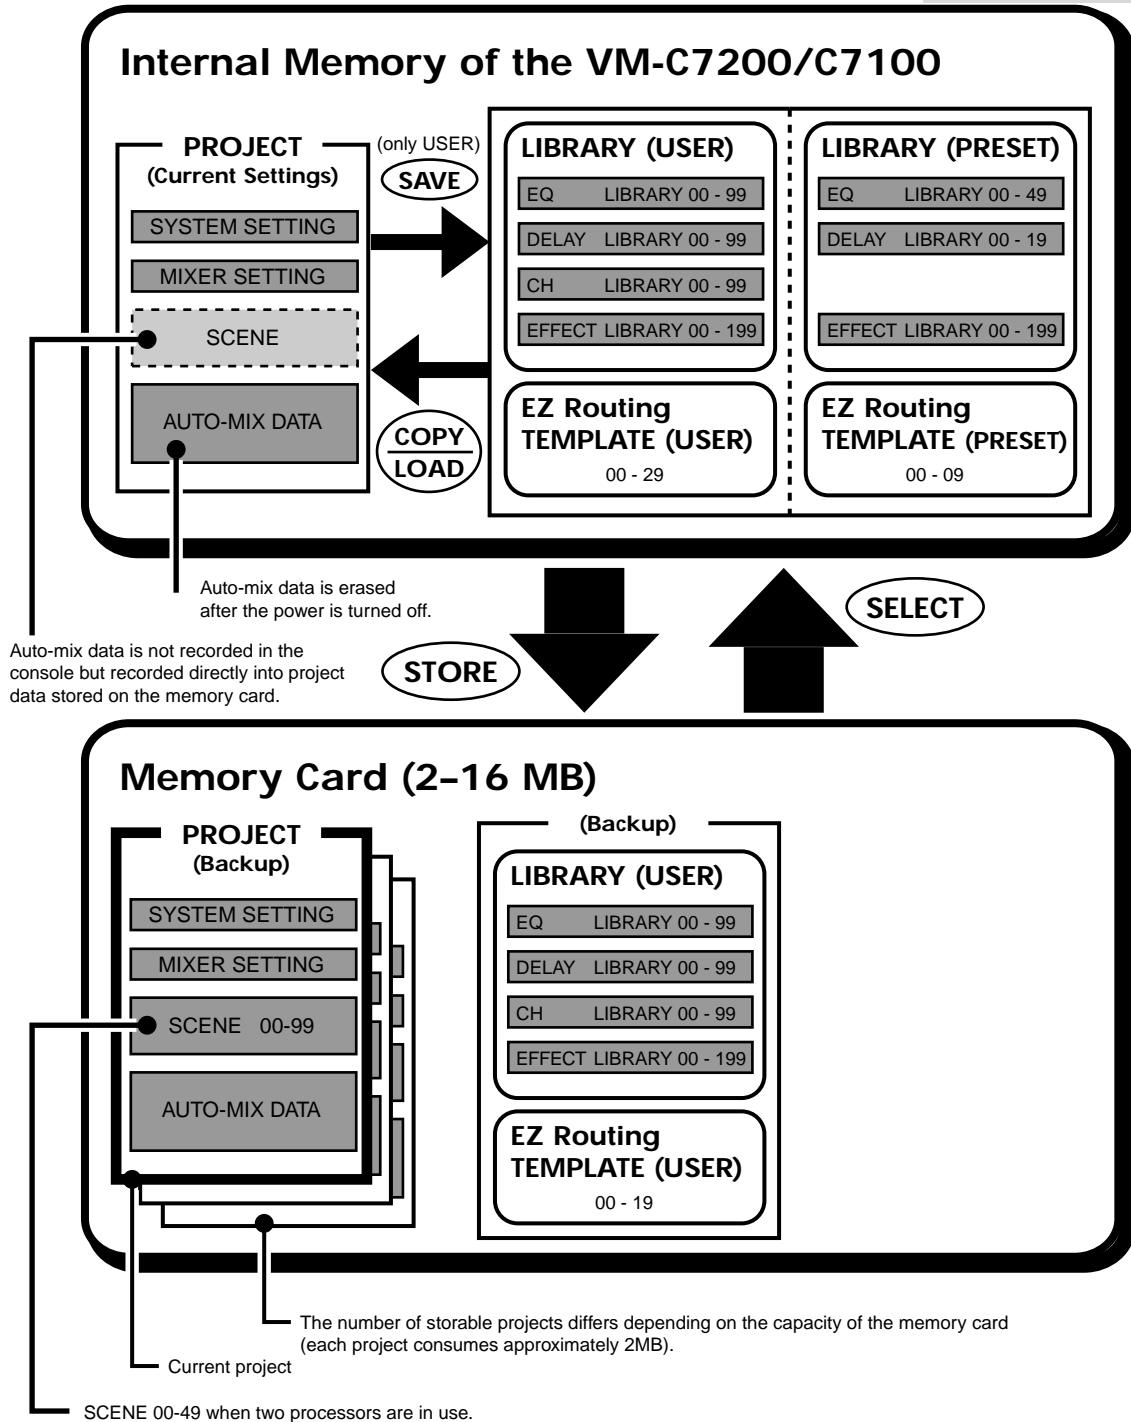 Internal Memory of the VM-C7200/C7100
PROJECT
(Current Settings)
SYSTEM SETTING
MIXER SETTING
SCENE
AUTO-MIX DATA
(only USER)
SAVE
COPY
LOAD
LIBRARY (USER)
EQ LIBRARY 00 - 99
DELAY LIBRARY 00 - 99
CH LIBRARY 00 - 99
EFFECT LIBRARY 00 - 199
EZ Routing
TEMPLATE (USER)
00 - 29
LIBRARY (PRESET)
EQ LIBRARY 00 - 49
DELAY LIBRARY 00 - 19
EFFECT LIBRARY 00 - 199
EZ Routing
TEMPLATE (PRESET)
00 - 09
Auto-mix data is erased
after the power is turned off.
Auto-mix data is not recorded in the
console but recorded directly into project
data stored on the memory card.
STORE
SELECT
Memory Card (2–16 MB)
PROJECT
(Backup)
SYSTEM SETTING
MIXER SETTING
SCENE 00-99
AUTO-MIX DATA
(Backup)
LIBRARY (USER)
EQ LIBRARY 00 - 99
DELAY LIBRARY 00 - 99
CH LIBRARY 00 - 99
EFFECT LIBRARY 00 - 199
EZ Routing
TEMPLATE (USER)
00 - 19
The number of storable projects differs depending on the capacity of the memory card
(each project consumes approximately 2MB).
Current project
SCENE 00-49 when two processors are in use.